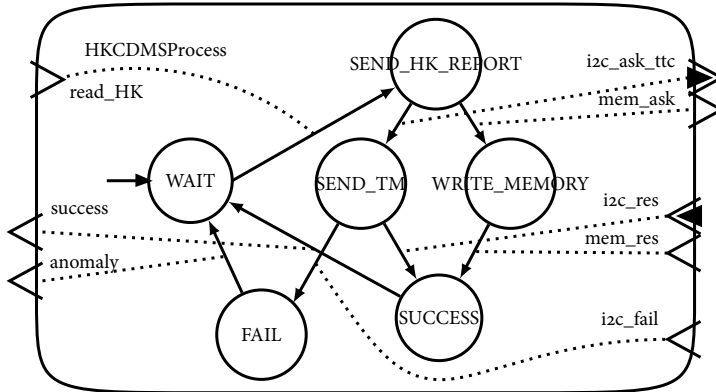 HKCDMSProcess
SEND_HK_REPORT
i2c_ask_ttc
read_HK
mem_ask
WAIT
SEND_TM
WRITE_MEMORY
success
i2c_res
mem_res
anomaly
FAIL
SUCCESS
i2c_fail